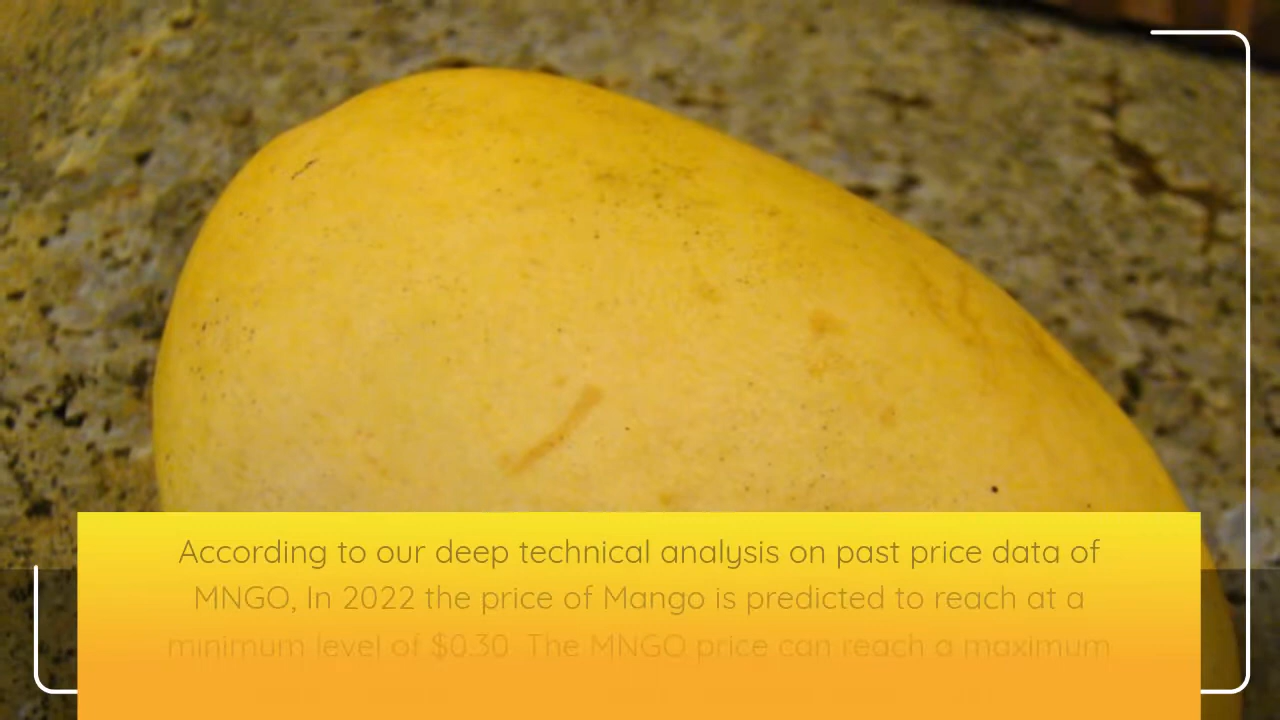 According to our deep technical analysis on past price data of
MNGO, In 2022 the price of Mango is predicted to reach at a
minimum level of $0.30. The MNGO price can reach a maximum